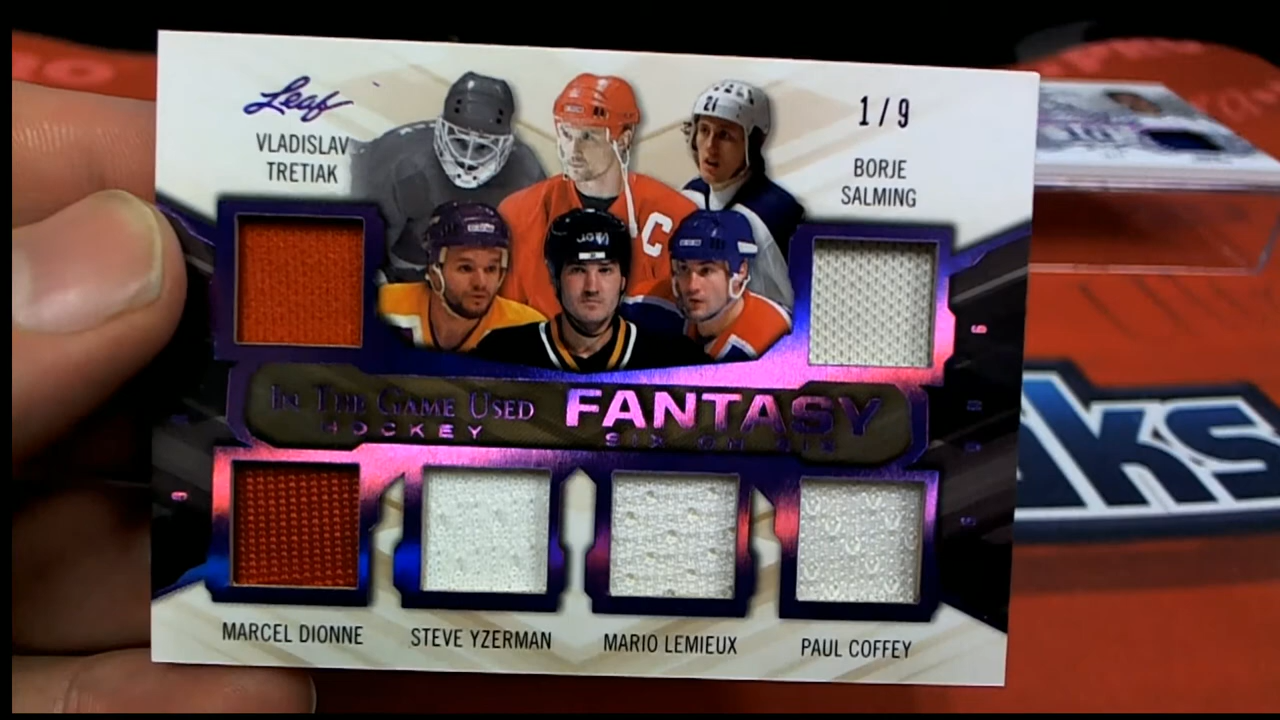 Leaf
1/9
VLADISLAV
TRETIAK
BORJE
SALMING
21
C
IN THE GAME USED
HOCKEY
FANTASY
SIX ON SIX
MARCEL DIONNE
STEVE YZERMAN
MARIO LEMIEUX
PAUL COFFEY
aks